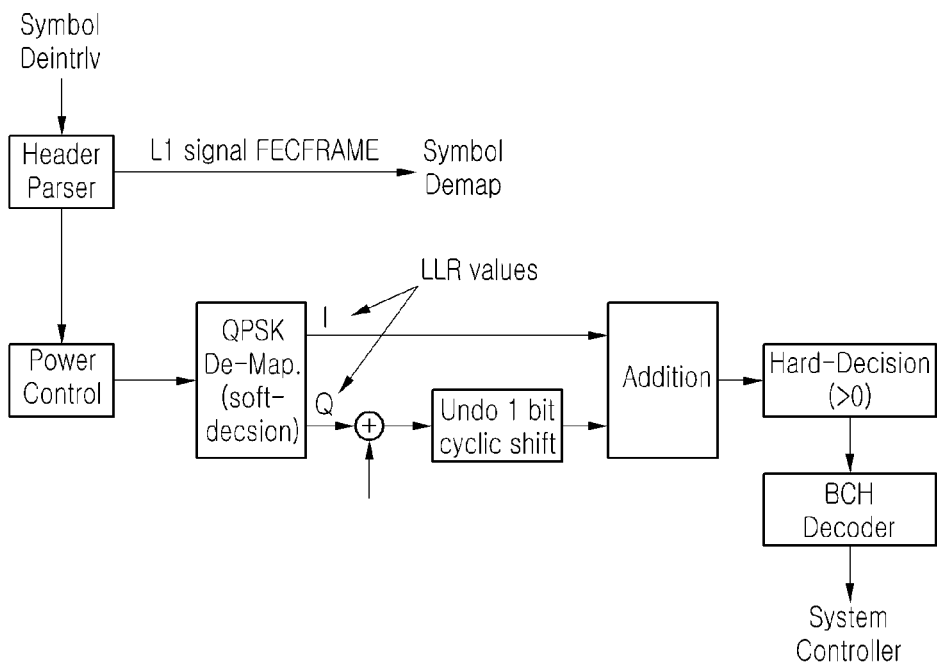 Symbol
Deintrlv
Header
Parser
L1 signal FECFRAME
Symbol
Demap
LLR values
Power
Control
QPSK
De-Map.
(soft-
decsion)
I
Q
+
Undo 1 bit
cyclic shift
Addition
Hard-Decision
(>0)
BCH
Decoder
System
Controller